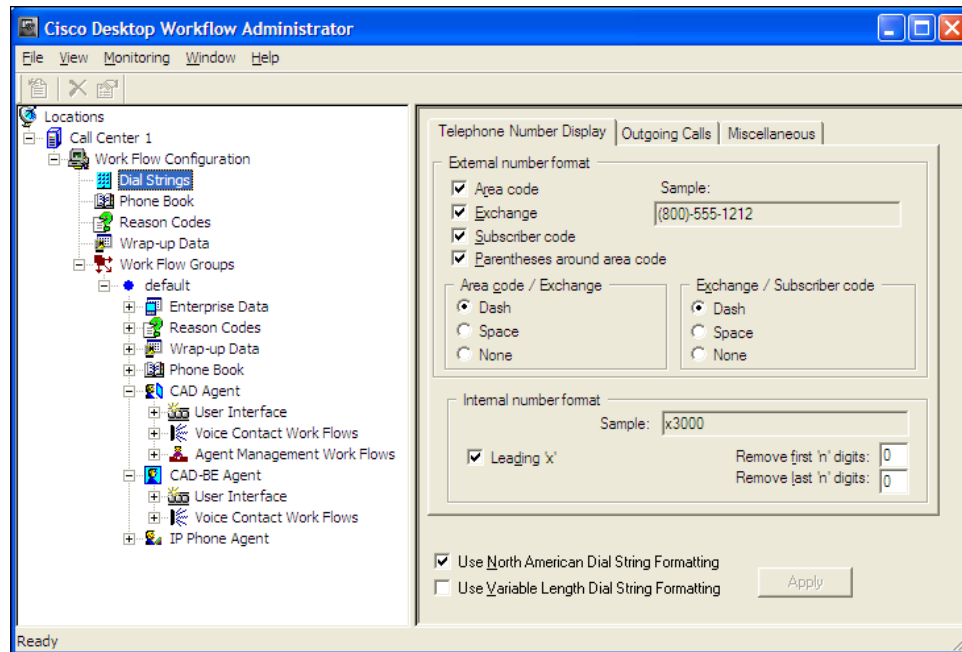 Cisco Desktop Workflow Administrator
File View Monitoring Window Help
Locations
Call Center 1
Work Flow Configuration
Dial Strings
Phone Book
Reason Codes
Wrap-up Data
Work Flow Groups
default
Enterprise Data
Reason Codes
Wrap-up Data
Phone Book
CAD Agent
User Interface
Voice Contact Work Flows
Agent Management Work Flows
CAD-BE Agent
User Interface
Voice Contact Work Flows
IP Phone Agent
Telephone Number Display Outgoing Calls Miscellaneous
External number format
Area code Sample:
Exchange (800)-555-1212
Subscriber code
Parentheses around area code
Area code / Exchange
Dash
Space
None
Exchange / Subscriber code
Dash
Space
None
Internal number format
Sample: x3000
Leading 'x' Remove first 'n' digits: 0
Remove last 'n' digits: 0
Use North American Dial String Formatting
Use Variable Length Dial String Formatting
Apply
Ready